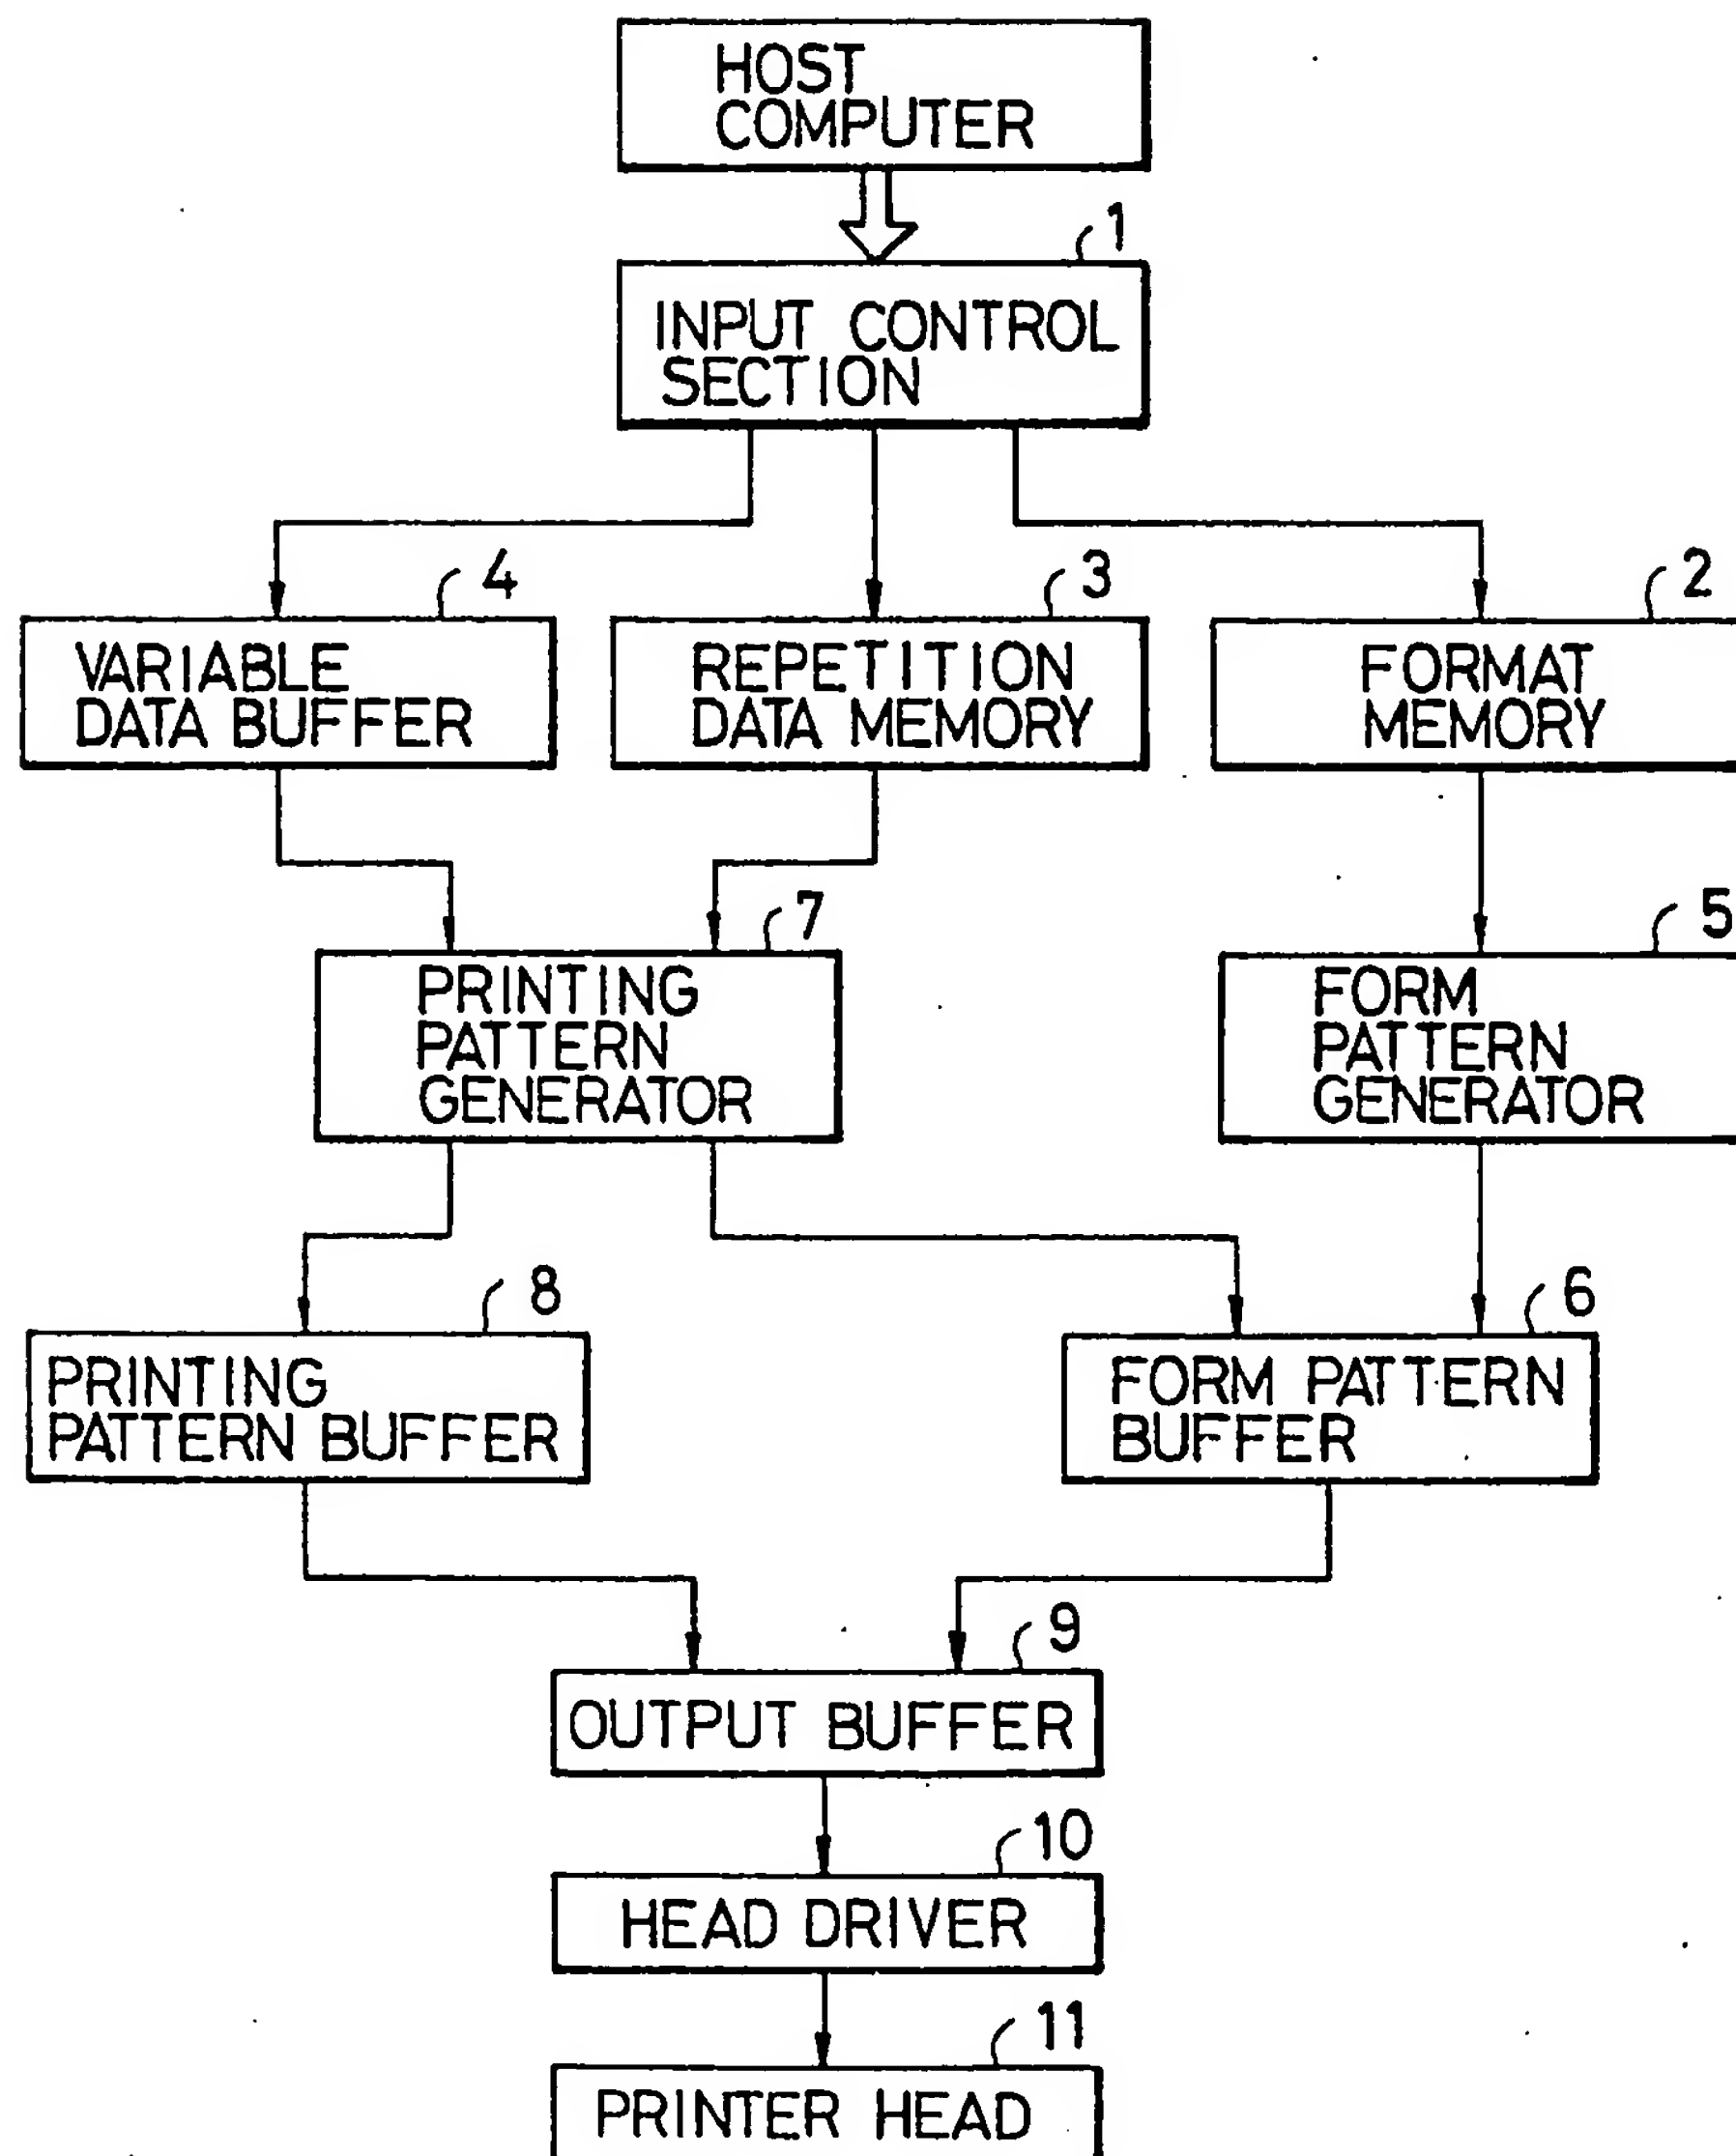 HOST
COMPUTER
1
INPUT CONTROL
SECTION
4
VARIABLE
DATA BUFFER
3
REPETITION
DATA MEMORY
2
FORMAT
MEMORY
7
PRINTING
PATTERN
GENERATOR
5
FORM
PATTERN
GENERATOR
8
PRINTING
PATTERN BUFFER
6
FORM PATTERN
BUFFER
9
OUTPUT BUFFER
10
HEAD DRIVER
11
PRINTER HEAD